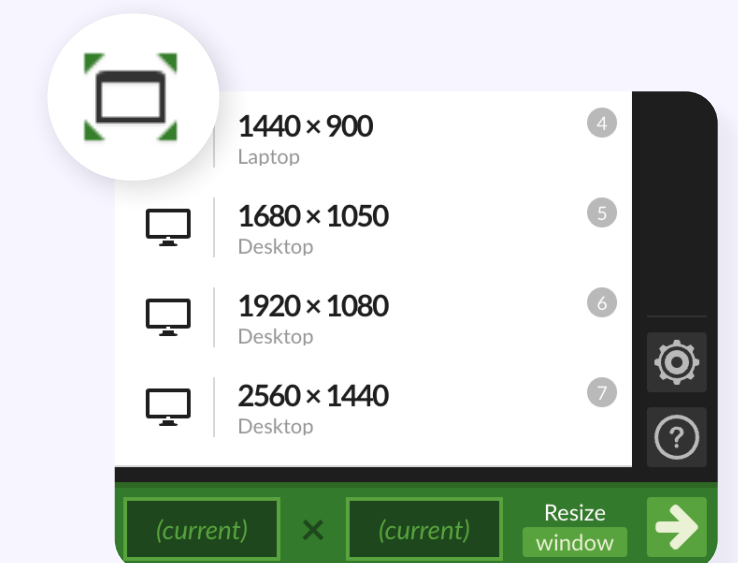 1440 × 900
4
Laptop
1680 × 1050
5
Desktop
1920 × 1080
6
Desktop
2560 × 1440
7
Desktop
?
(current) × (current)
Resize
window